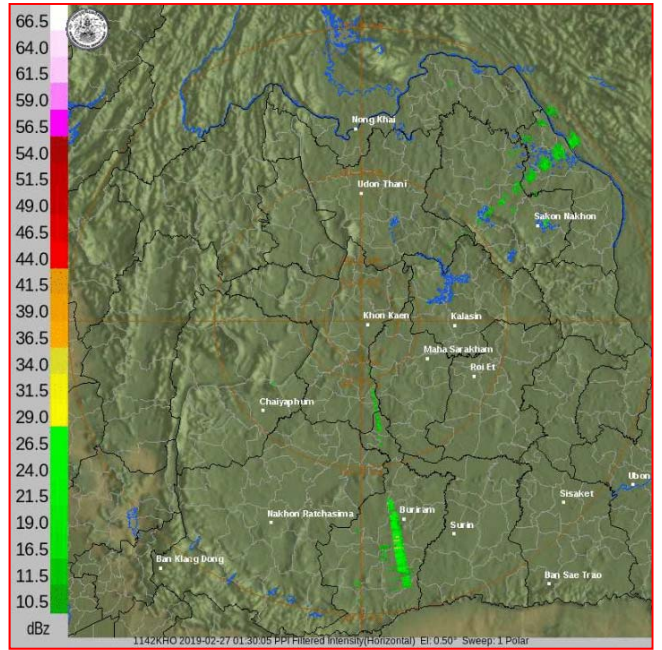 66.5
64.0
61.5
59.0
56.5
54.0
51.5
49.0
46.5
44.0
41.5
39.0
36.5
34.0
31.5
29.0
26.5
24.0
21.5
19.0
16.5
11.5
10.5
dBz
Nong Khai
Udon Thani
Sakon Nakhon
Khon Kaen
Kalasin
Maha Sarakham
Roi Et
Chaiyaphum
Ubon
Sisaket
Nakhon Ratchasima
Buriram
Surin
Ban Klang Dong
Ban Sae Trao
1142KHO 2019-02-27 01:30:05 PPI Filtered Intensity(Horizontal) El: 0.50° Sweep: 1 Polar